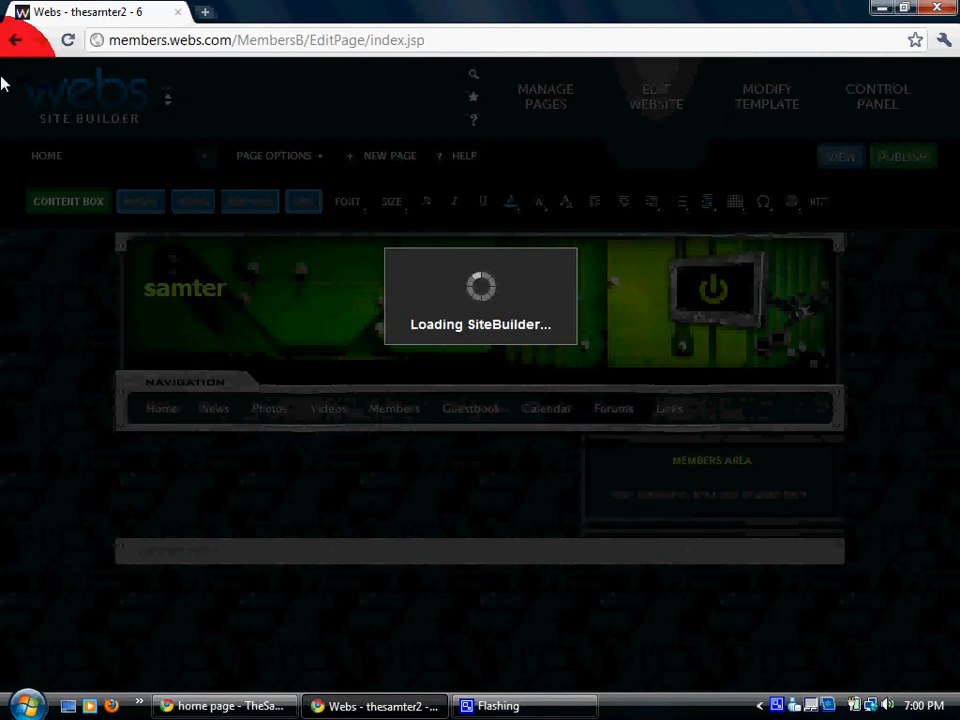 Webs - thesamter2 - 6
members.webs.com/MembersB/EditPage/index.jsp
webs
SITE BUILDER
MANAGE PAGES
EDIT WEBSITE
MODIFY TEMPLATE
CONTROL PANEL
HOME
PAGE OPTIONS
+ NEW PAGE
? HELP
VIEW
PUBLISH
CONTENT BOX
FONT
SIZE
samter
Loading SiteBuilder...
NAVIGATION
Home News Photos Videos Members Guestbook Calendar Forums Links
MEMBERS AREA
home page - TheSa...
Webs - thesamter2 -...
Flashing
7:00 PM